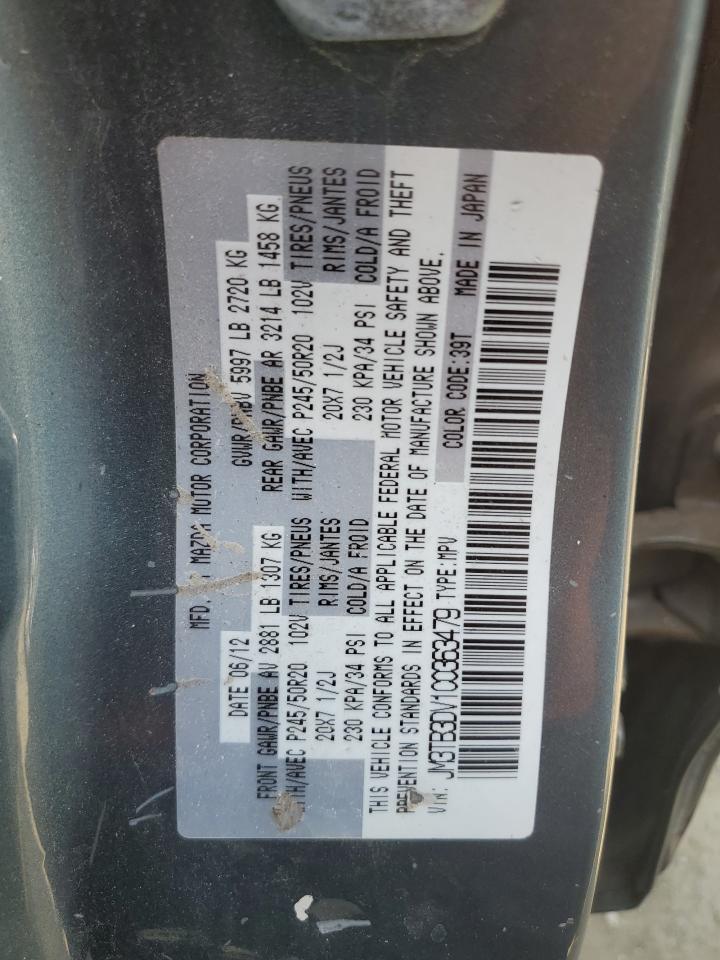 MFD. BY MAZDA MOTOR CORPORATION
DATE 06/12 GVWR/PNBV 5997 LB 2720 KG
FRONT GAWR/PNBE AV 2881 LB 1307 KG REAR GAWR/PNBE AR 3214 LB 1458 KG
WITH/AVEC P245/50R20 102V TIRES/PNEUS WITH/AVEC P245/50R20 102V TIRES/PNEUS
20X7 1/2J RIMS/JANTES 20X7 1/2J RIMS/JANTES
230 KPA/34 PSI COLD/A FROID 230 KPA/34 PSI COLD/A FROID
THIS VEHICLE CONFORMS TO ALL APPLICABLE FEDERAL MOTOR VEHICLE SAFETY AND THEFT
PREVENTION STANDARDS IN EFFECT ON THE DATE OF MANUFACTURE SHOWN ABOVE.
VIN: JM3TB3DV1C0363479 TYPE:MPV COLOR CODE:39T MADE IN JAPAN